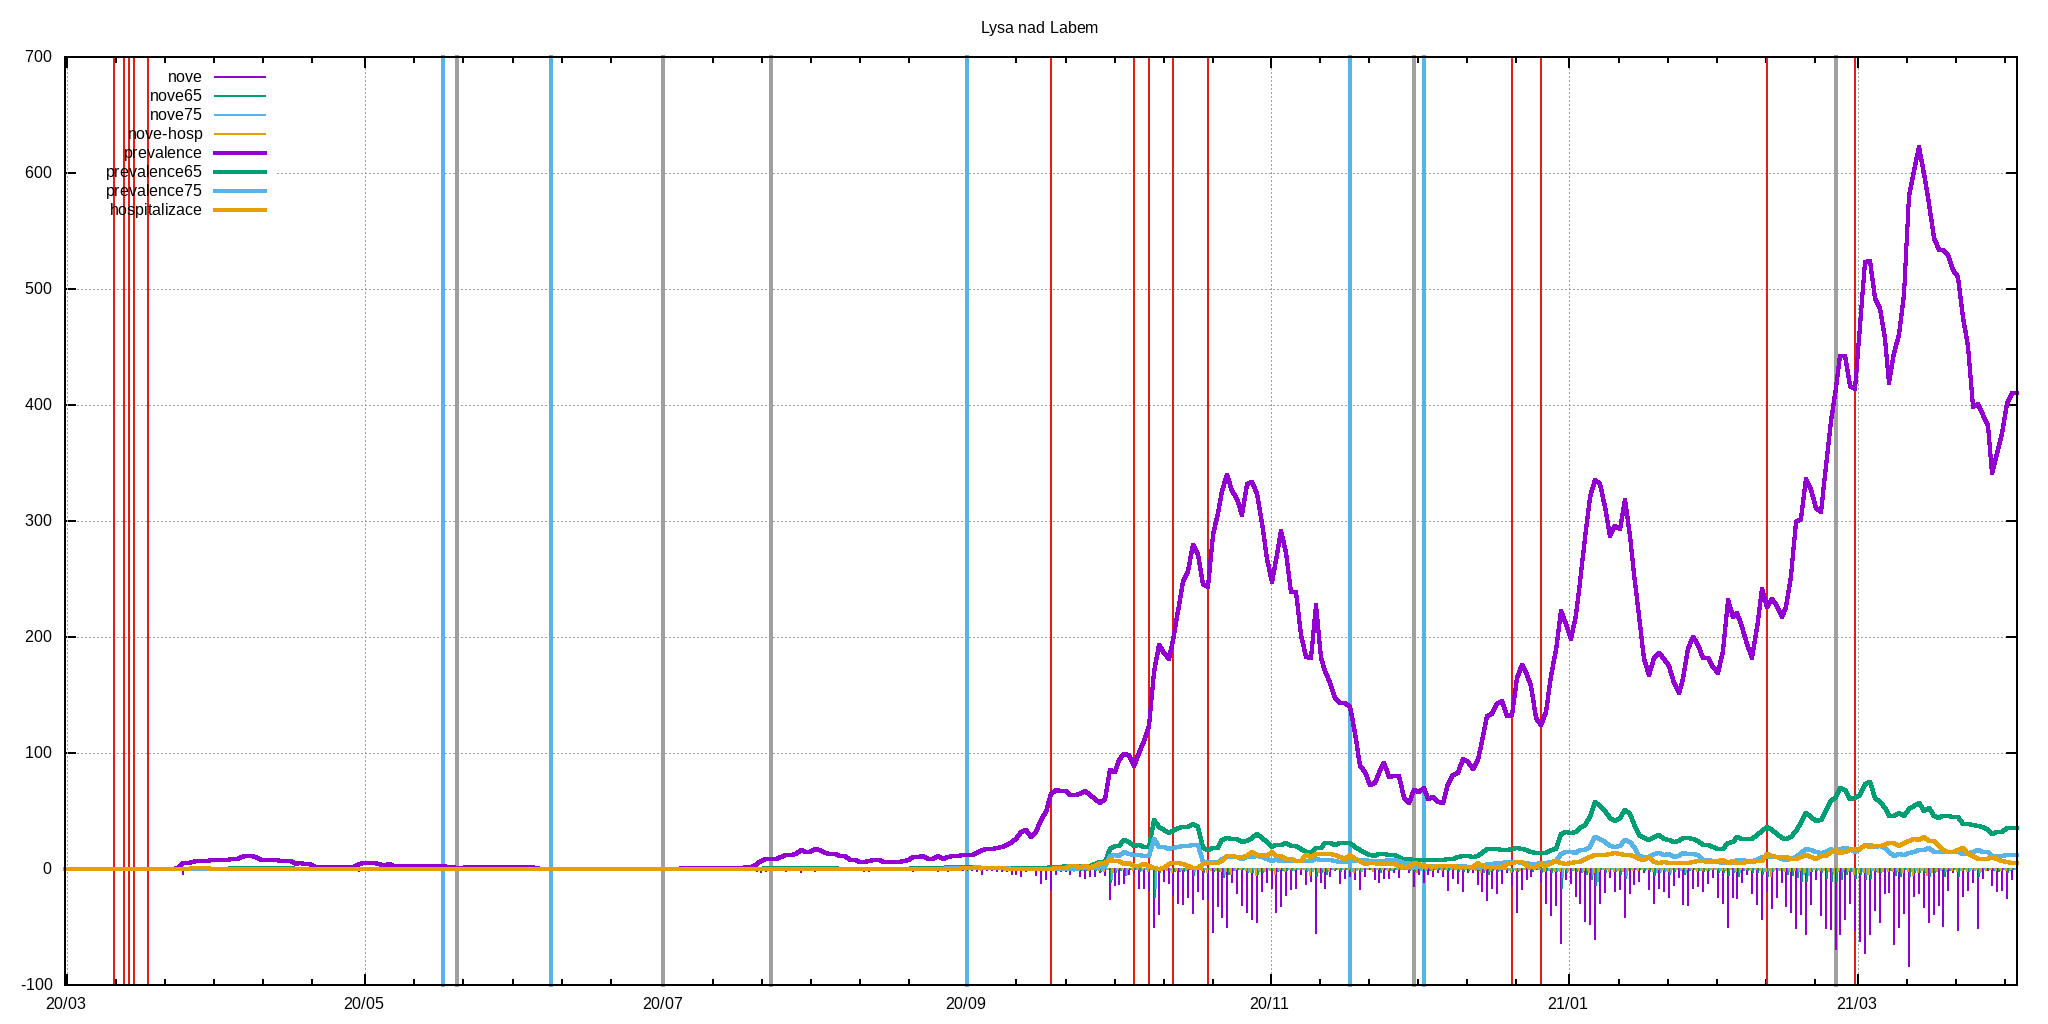 Lysa nad Labem
700
600
500
400
300
200
100
0
-100
nove
nove65
nove75
nove-hosp
prevalence
prevalence65
prevalence75
hospitalizace
20/03 20/05 20/07 20/09 20/11 21/01 21/03